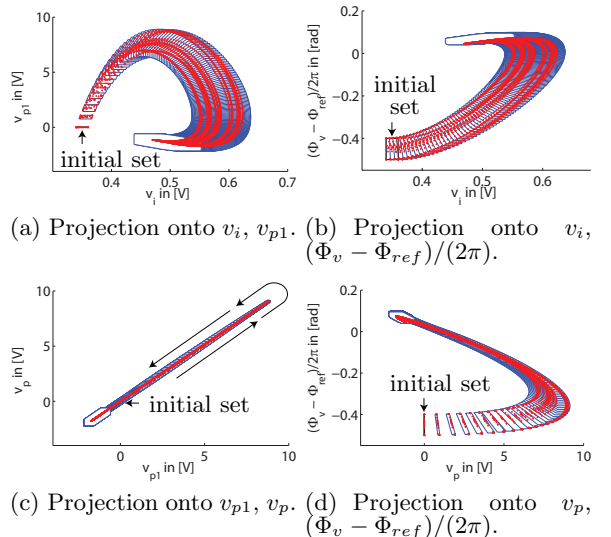 10
5
0
v_p1 in [V]
initial set
0.4 0.5 0.6 0.7
v_i in [V]
(a) Projection onto v_i, v_p1.
0.2
0
−0.2
−0.4
(Φ_v − Φ_ref)/2π in [rad]
initial
set
0.4 0.5 0.6
v_i in [V]
(b) Projection onto v_i,
(Φ_v − Φ_ref)/(2π).
10
5
0
v_p in [V]
initial set
0 5 10
v_p1 in [V]
(c) Projection onto v_p1, v_p.
0.2
0
−0.2
−0.4
(Φ_v − Φ_ref)/2π in [rad]
initial set
0 5 10
v_p in [V]
(d) Projection onto v_p,
(Φ_v − Φ_ref)/(2π).